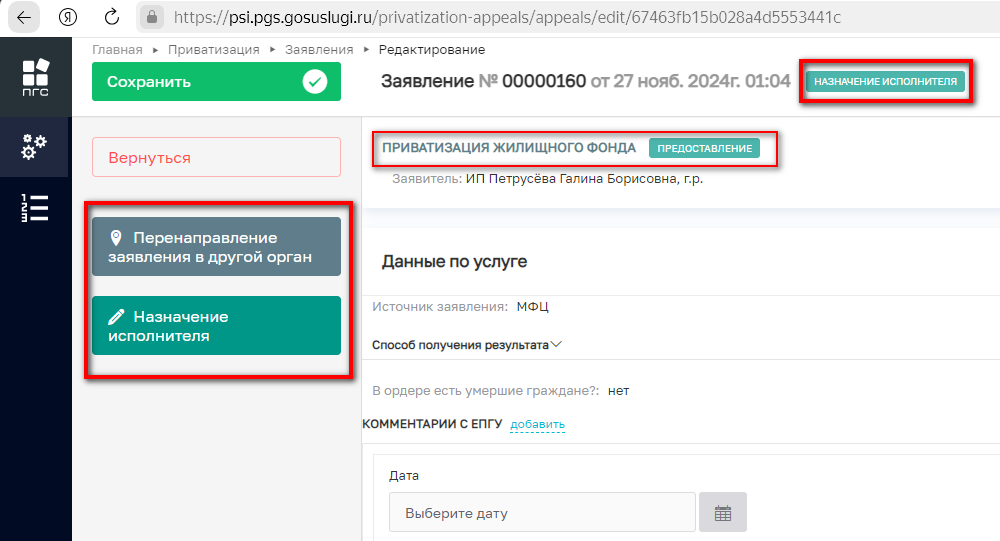 https://psi.pgs.gosuslugi.ru/privatization-appeals/appeals/edit/67463fb15b028a4d5553441c
Главная ▸ Приватизация ▸ Заявления ▸ Редактирование
пгс
Сохранить
Заявление № 00000160 от 27 нояб. 2024г. 01:04
НАЗНАЧЕНИЕ ИСПОЛНИТЕЛЯ
Вернуться
ПРИВАТИЗАЦИЯ ЖИЛИЩНОГО ФОНДА ПРЕДОСТАВЛЕНИЕ
Заявитель: ИП Петрусёва Галина Борисовна, г.р.
Перенаправление
заявления в другой орган
Назначение
исполнителя
Данные по услуге
Источник заявления: МФЦ
Способ получения результата
В ордере есть умершие граждане?: нет
КОММЕНТАРИИ С ЕПГУ добавить
Дата
Выберите дату